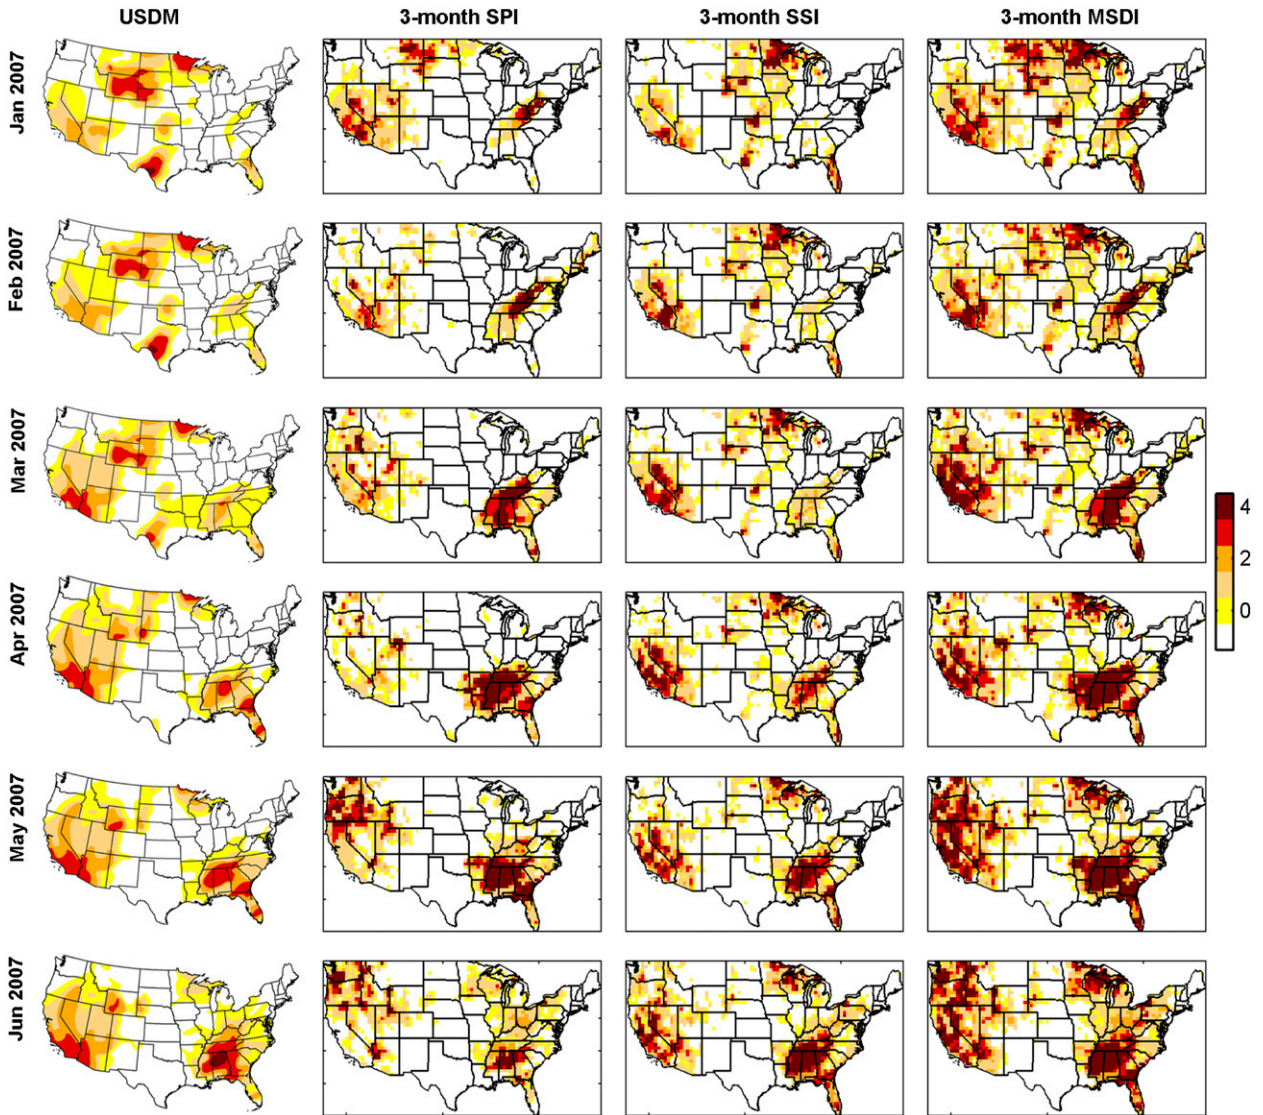 USDM 3-month SPI 3-month SSI 3-month MSDI
Jan 2007
Feb 2007
Mar 2007
Apr 2007
May 2007
Jun 2007
4
2
0